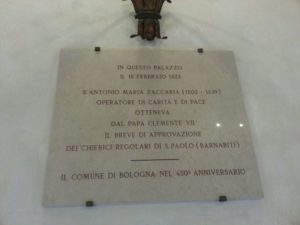 IN QUESTO PALAZZO
IL 18 FEBBRAIO 1533
S. ANTONIO MARIA ZACCARIA (1502 - 1539)
OPERATORE DI CARITÀ E DI PACE
OTTENEVA
DAL PAPA CLEMENTE VII
IL BREVE DI APPROVAZIONE
DEI CHIERICI REGOLARI DI S. PAOLO (BARNABITI)
IL COMUNE DI BOLOGNA NEL 450° ANNIVERSARIO